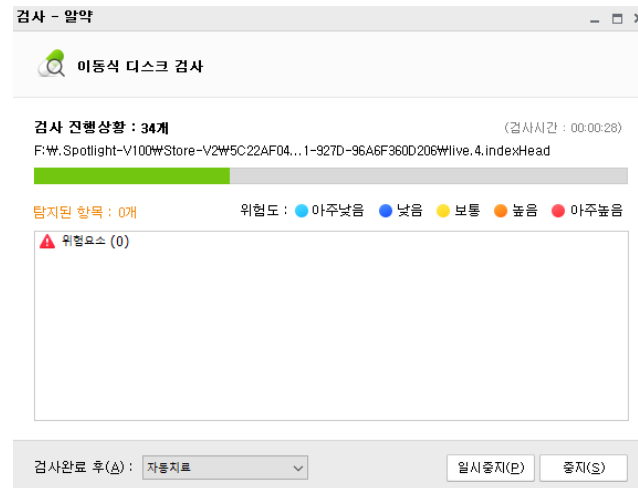 검사 - 알약
이동식 디스크 검사
검사 진행상황 : 34개 (검사시간 : 00:00:28)
F:₩.Spotlight-V100₩Store-V2₩5C22AF04...1-927D-96A6F360D206₩live.4.indexHead
탐지된 항목 : 0개 위험도 : 아주낮음 낮음 보통 높음 아주높음
위험요소 (0)
검사완료 후(A) : 자동치료 일시중지(P) 중지(S)